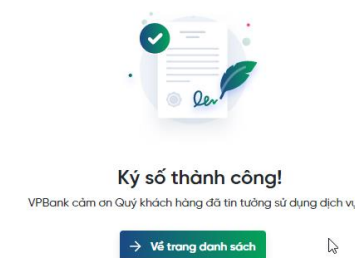 Ký số thành công!
VPBank cảm ơn Quý khách hàng đã tin tưởng sử dụng dịch vụ
Về trang danh sách